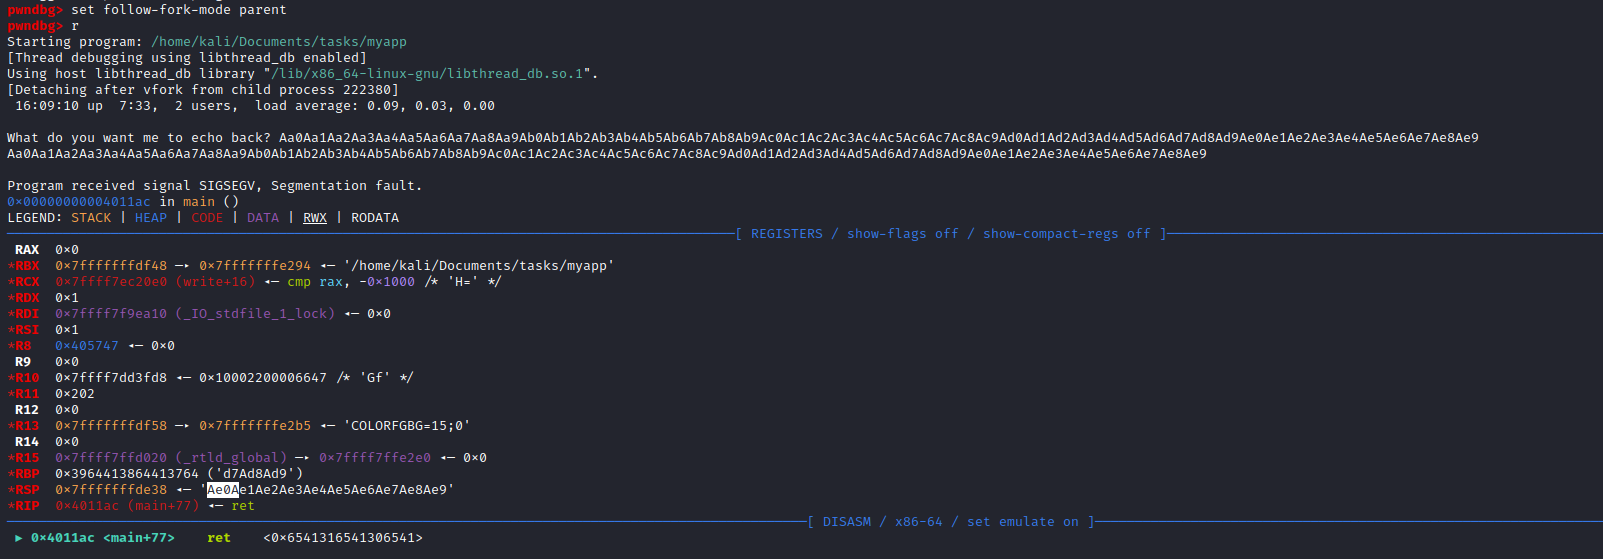 pwndbg> set follow-fork-mode parent
pwndbg> r
Starting program: /home/kali/Documents/tasks/myapp
[Thread debugging using libthread_db enabled]
Using host libthread_db library "/lib/x86_64-linux-gnu/libthread_db.so.1".
[Detaching after vfork from child process 222380]
 16:09:10 up  7:33,  2 users,  load average: 0.09, 0.03, 0.00
What do you want me to echo back? Aa0Aa1Aa2Aa3Aa4Aa5Aa6Aa7Aa8Aa9Ab0Ab1Ab2Ab3Ab4Ab5Ab6Ab7Ab8Ab9Ac0Ac1Ac2Ac3Ac4Ac5Ac6Ac7Ac8Ac9Ad0Ad1Ad2Ad3Ad4Ad5Ad6Ad7Ad8Ad9Ae0Ae1Ae2Ae3Ae4Ae5Ae6Ae7Ae8Ae9
Aa0Aa1Aa2Aa3Aa4Aa5Aa6Aa7Aa8Aa9Ab0Ab1Ab2Ab3Ab4Ab5Ab6Ab7Ab8Ab9Ac0Ac1Ac2Ac3Ac4Ac5Ac6Ac7Ac8Ac9Ad0Ad1Ad2Ad3Ad4Ad5Ad6Ad7Ad8Ad9Ae0Ae1Ae2Ae3Ae4Ae5Ae6Ae7Ae8Ae9
Program received signal SIGSEGV, Segmentation fault.
0×00000000004011ac in main ()
LEGEND: STACK | HEAP | CODE | DATA | RWX | RODATA
[ REGISTERS / show-flags off / show-compact-regs off ]
 RAX  0×0
*RBX  0×7fffffffdf48 —▸ 0×7fffffffe294 ◂— '/home/kali/Documents/tasks/myapp'
*RCX  0×7ffff7ec20e0 (write+16) ◂— cmp rax, -0×1000 /* 'H=' */
*RDX  0×1
*RDI  0×7ffff7f9ea10 (_IO_stdfile_1_lock) ◂— 0×0
*RSI  0×1
*R8   0×405747 ◂— 0×0
 R9   0×0
*R10  0×7ffff7dd3fd8 ◂— 0×10002200006647 /* 'Gf' */
*R11  0×202
 R12  0×0
*R13  0×7fffffffdf58 —▸ 0×7fffffffe2b5 ◂— 'COLORFGBG=15;0'
 R14  0×0
*R15  0×7ffff7ffd020 (_rtld_global) —▸ 0×7ffff7ffe2e0 ◂— 0×0
*RBP  0×3964413864413764 ('d7Ad8Ad9')
*RSP  0×7fffffffde38 ◂— 'Ae0Ae1Ae2Ae3Ae4Ae5Ae6Ae7Ae8Ae9'
*RIP  0×4011ac (main+77) ◂— ret
[ DISASM / x86-64 / set emulate on ]
 ► 0×4011ac <main+77>    ret    <0×6541316541306541>